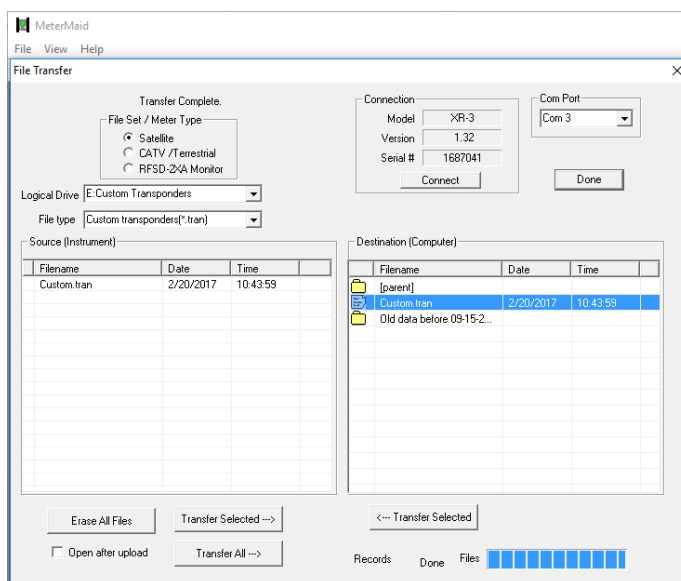 MeterMaid
File View Help
File Transfer
Transfer Complete.
File Set / Meter Type
Satellite
CATV /Terrestrial
RFSD-2XA Monitor
Connection
Model XR-3
Version 1.32
Serial # 1687041
Connect
Com Port
Com 3
Done
Logical Drive E:Custom Transponders
File type Custom transponders(*.tran)
Source (Instrument)
Filename Date Time
Custom.tran 2/20/2017 10:43:59
Destination (Computer)
Filename Date Time
[parent]
Custom.tran 2/20/2017 10:43:59
Old data before 09-15-2...
Erase All Files
Transfer Selected --->
<--- Transfer Selected
Open after upload
Transfer All --->
Records Done Files